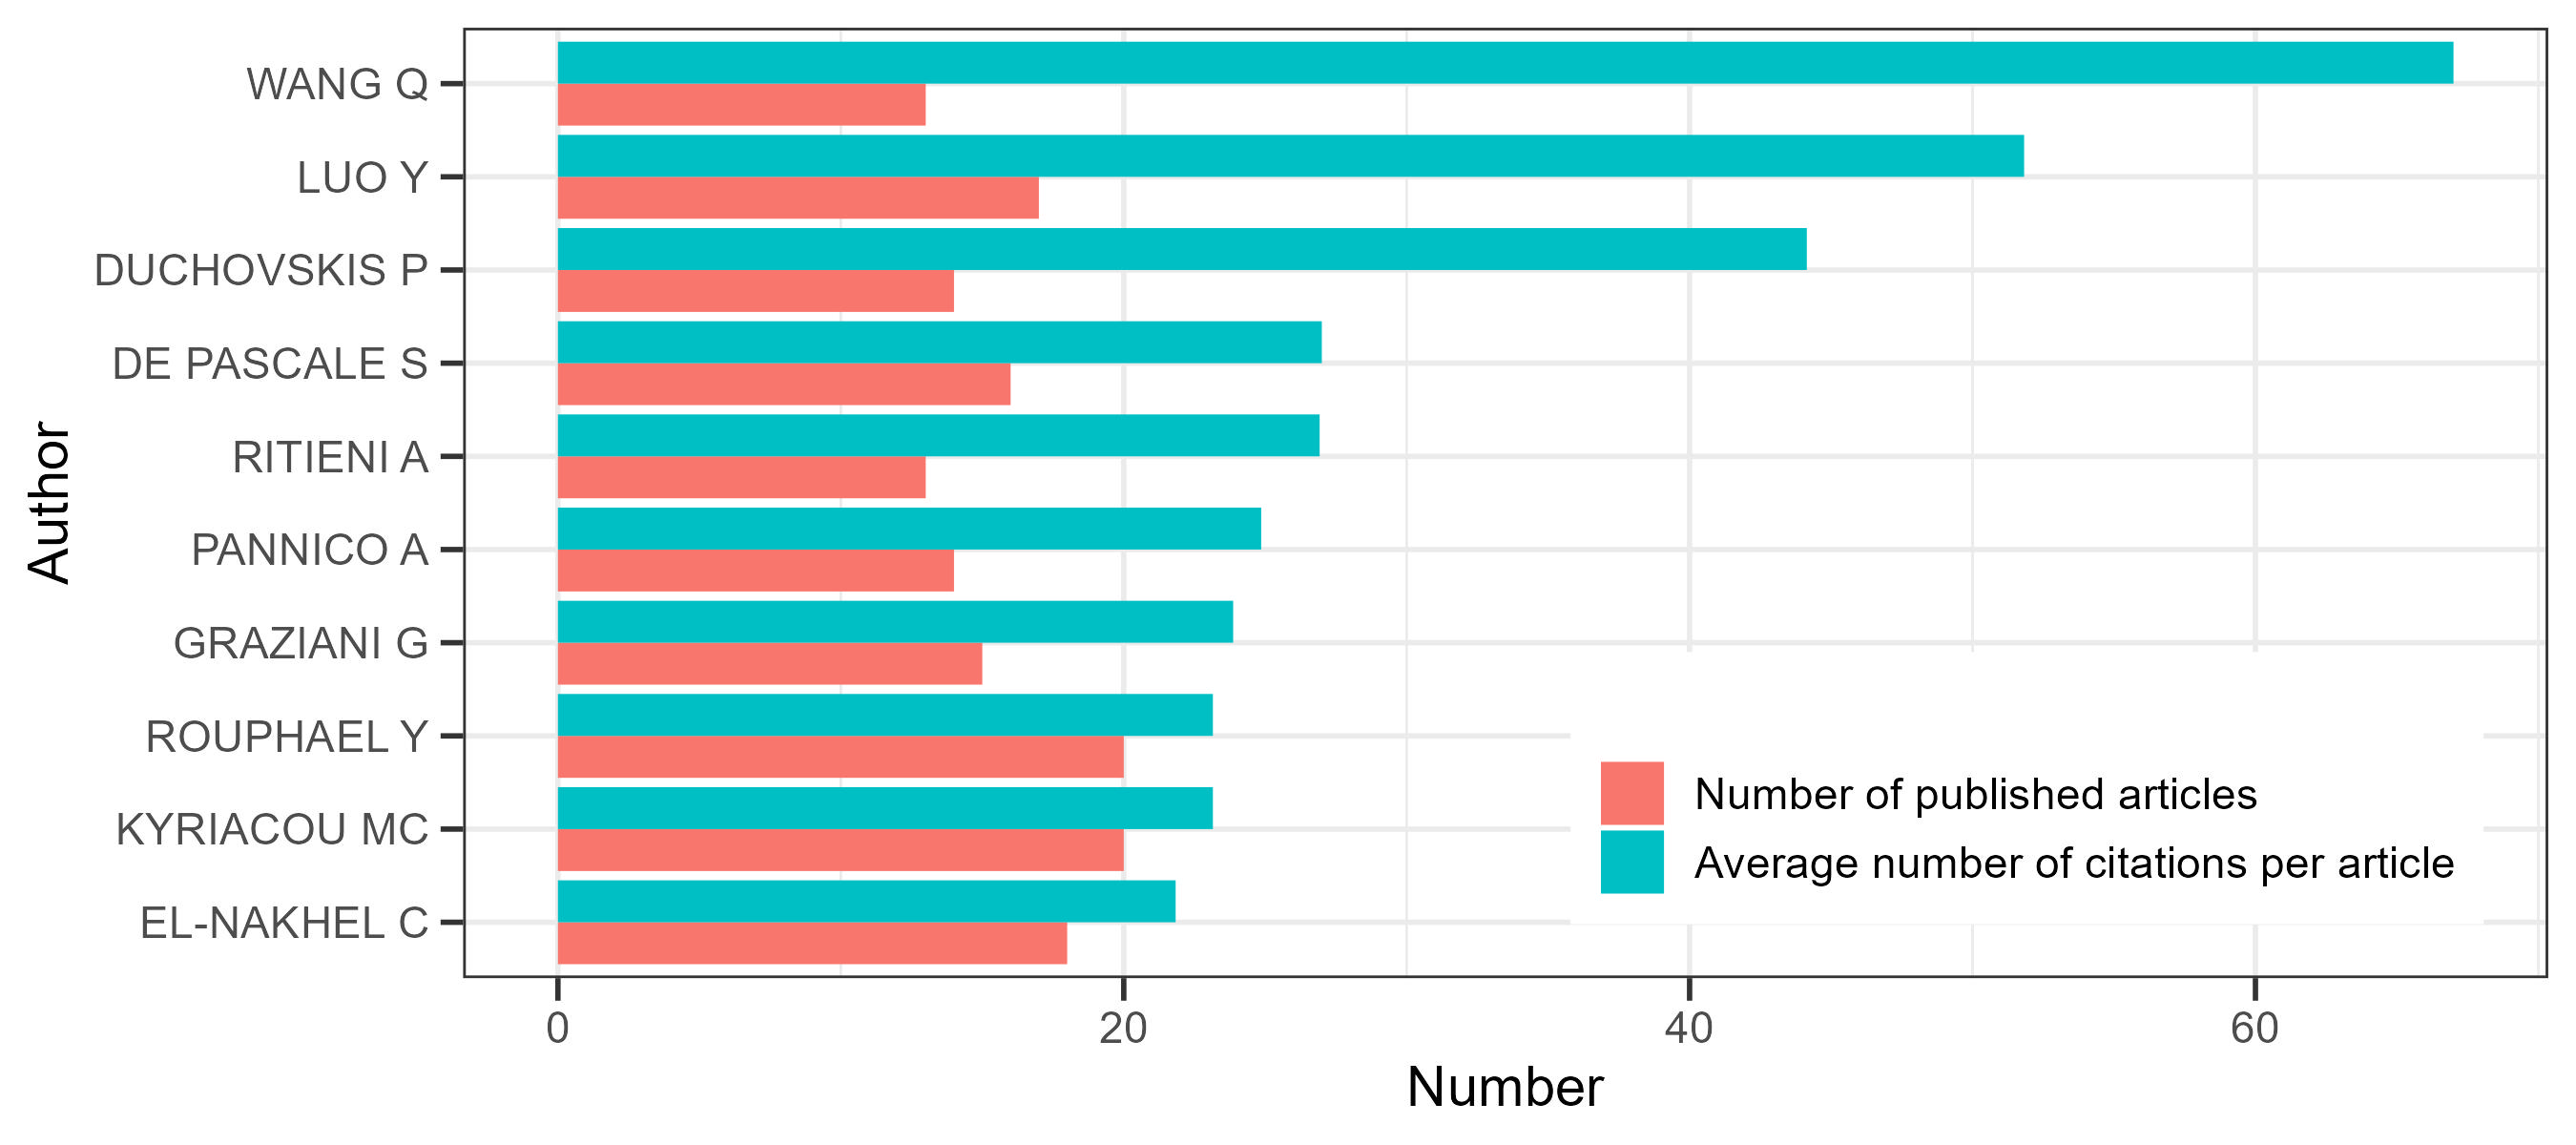 WANG Q
LUO Y
DUCHOVSKIS P
DE PASCALE S
RITIENI A
PANNICO A
GRAZIANI G
ROUPHAEL Y
KYRIACOU MC
EL-NAKHEL C
Author
Number of published articles
Average number of citations per article
0 20 40 60
Number